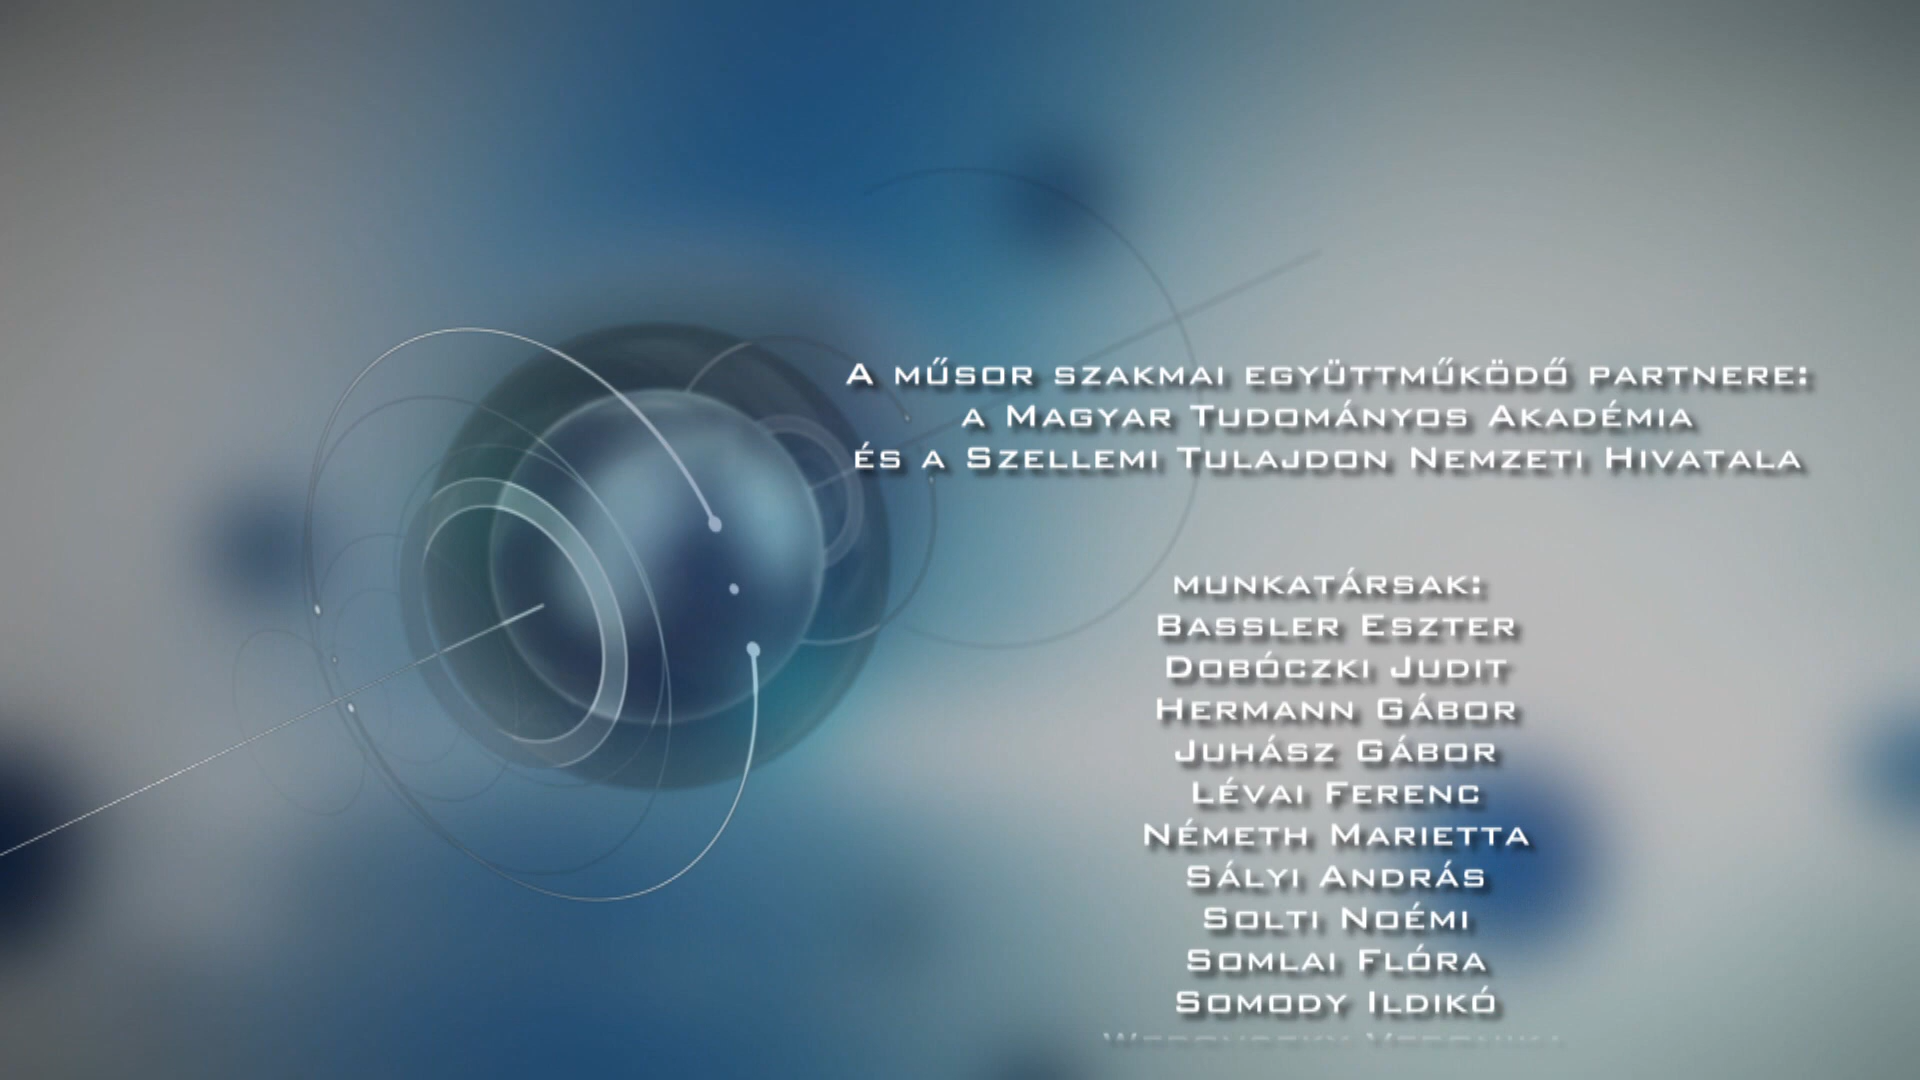 A műsor szakmai együttműködő partnere:
a Magyar Tudományos Akadémia
és a Szellemi Tulajdon Nemzeti Hivatala
munkatársak:
Bassler Eszter
Dobóczki Judit
Hermann Gábor
Juhász Gábor
Lévai Ferenc
Németh Marietta
Sályi András
Solti Noémi
Somlai Flóra
Somody Ildikó